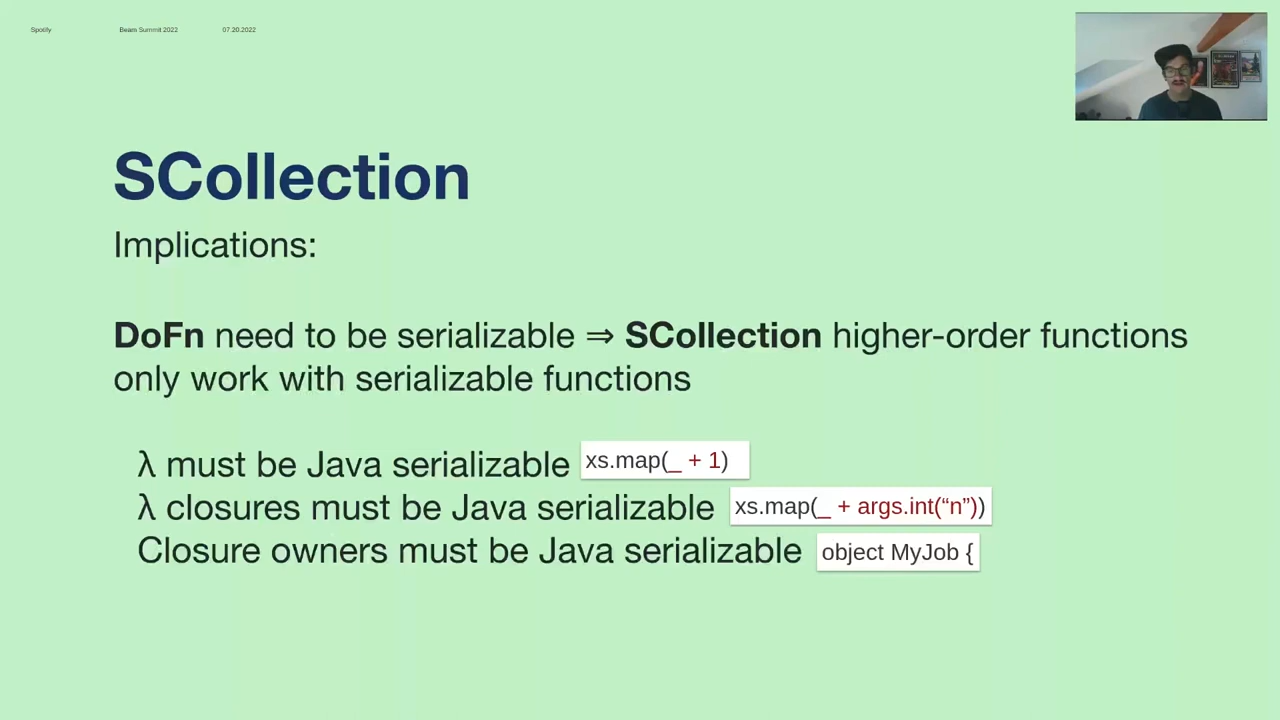 Spotify Beam Summit 2022 07.20.2022
SCollection
Implications:
DoFn need to be serializable ⇒ SCollection higher-order functions
only work with serializable functions
λ must be Java serializable xs.map(_ + 1)
λ closures must be Java serializable xs.map(_ + args.int(“n”))
Closure owners must be Java serializable object MyJob {